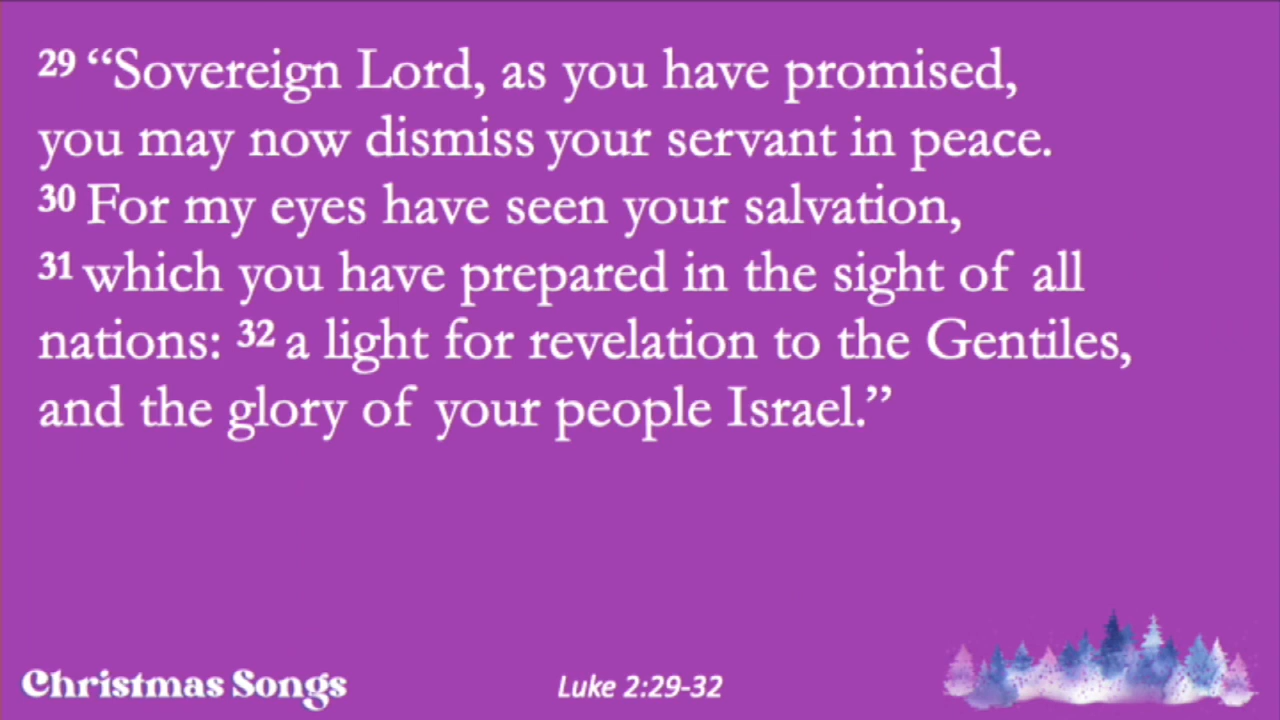 29 “Sovereign Lord, as you have promised,
you may now dismiss your servant in peace.
30 For my eyes have seen your salvation,
31 which you have prepared in the sight of all
nations: 32 a light for revelation to the Gentiles,
and the glory of your people Israel.”
Christmas Songs
Luke 2:29-32